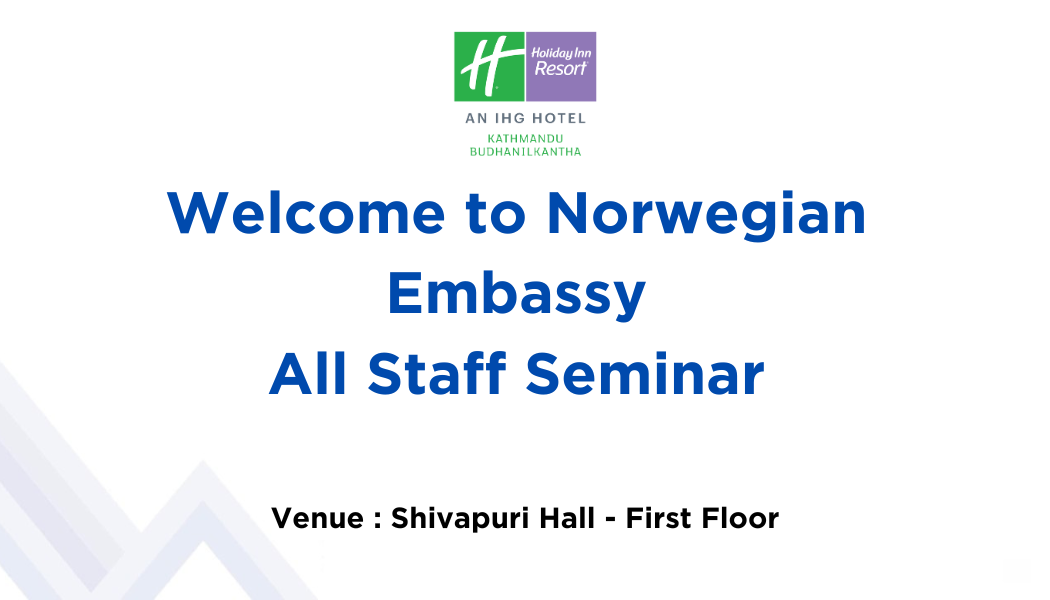 H Holiday Inn
Resort
AN IHG HOTEL
KATHMANDU
BUDHANILKANTHA
Welcome to Norwegian
Embassy
All Staff Seminar
Venue : Shivapuri Hall - First Floor